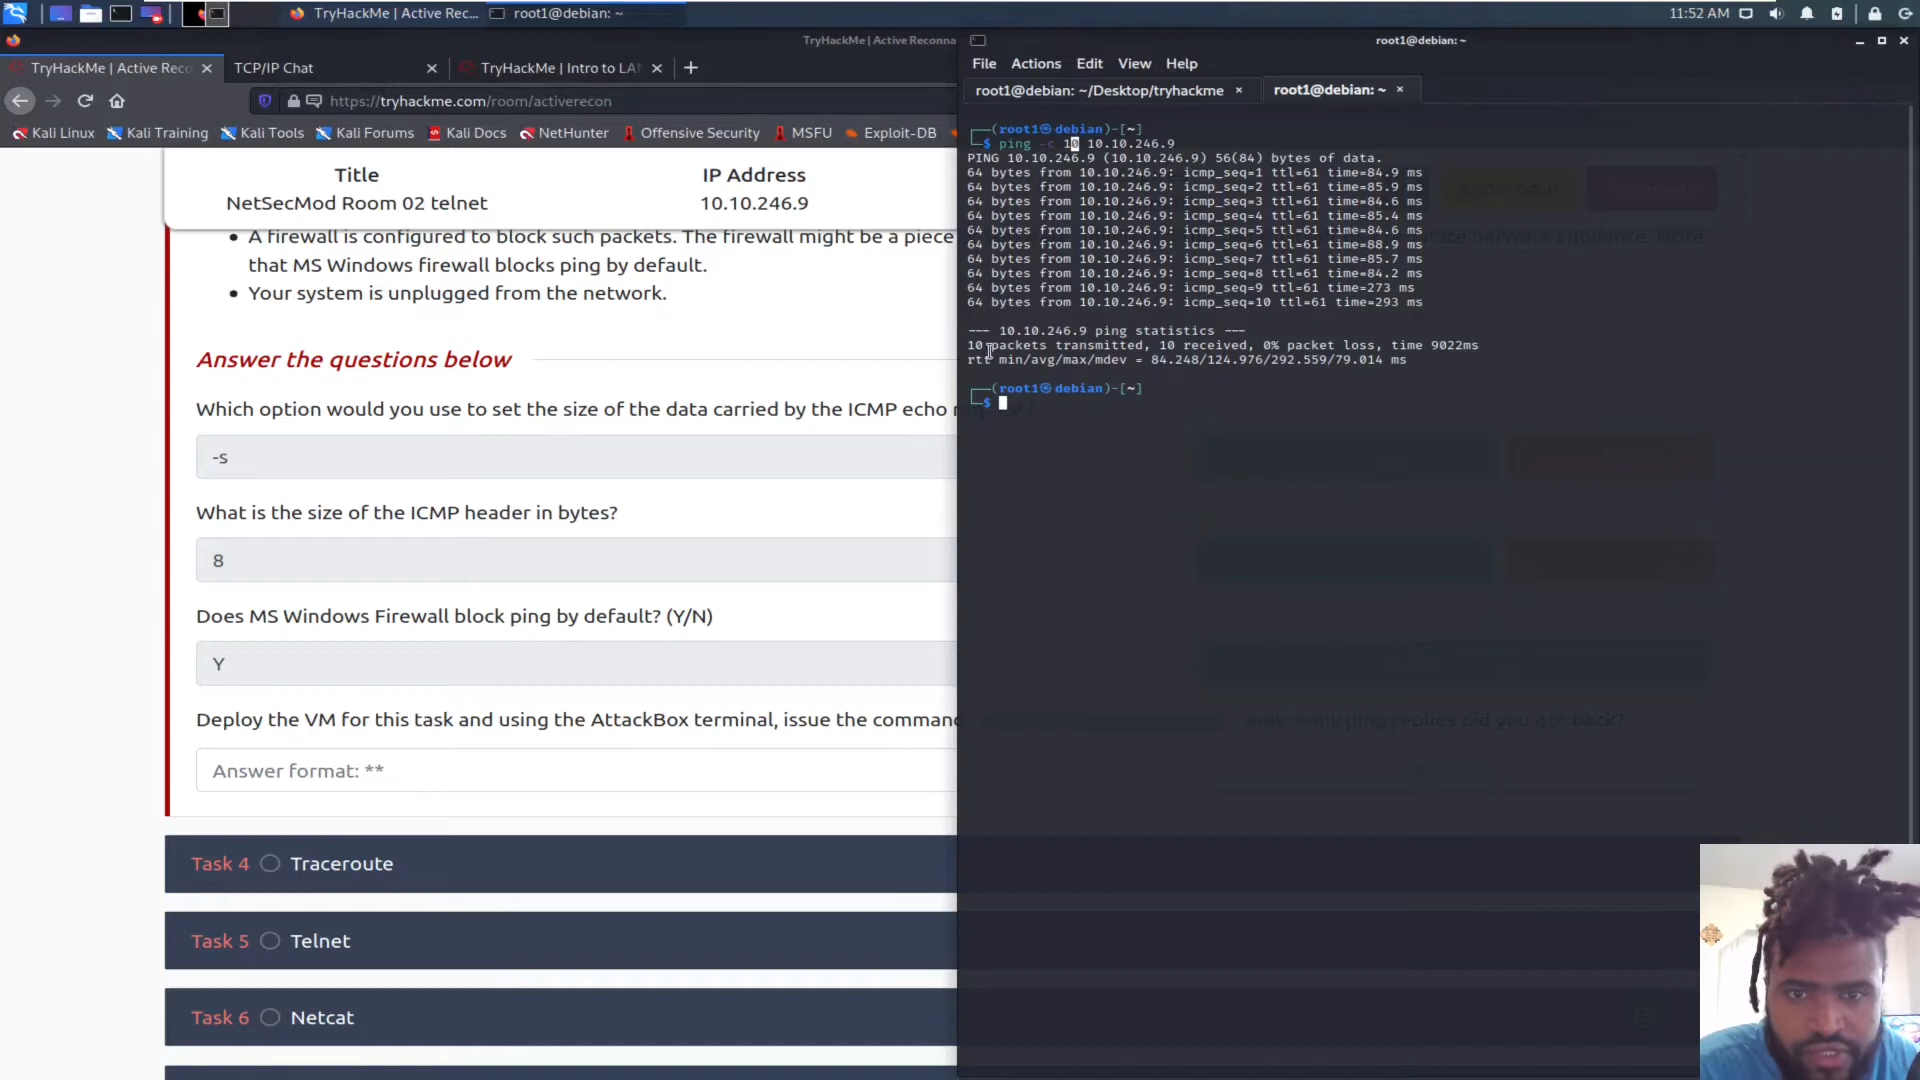 TryHackMe | Active Rec...
root1@debian: ~
11:52 AM
TryHackMe | Active Reconna
root1@debian: ~
TryHackMe | Active Reco
TCP/IP Chat
TryHackMe | Intro to LA
https://tryhackme.com/room/activerecon
Kali Linux
Kali Training
Kali Tools
Kali Forums
Kali Docs
NetHunter
Offensive Security
MSFU
Exploit-DB
Title
IP Address
NetSecMod Room 02 telnet
10.10.246.9
A firewall is configured to block such packets. The firewall might be a piece
that MS Windows firewall blocks ping by default.
Your system is unplugged from the network.
Answer the questions below
Which option would you use to set the size of the data carried by the ICMP echo request?
-s
What is the size of the ICMP header in bytes?
8
Does MS Windows Firewall block ping by default? (Y/N)
Y
Deploy the VM for this task and using the AttackBox terminal, issue the command
how many ping replies did you get back?
Answer format: **
Task 4 Traceroute
Task 5 Telnet
Task 6 Netcat
File Actions Edit View Help
root1@debian: ~/Desktop/tryhackme
root1@debian: ~
(root1㉿debian)-[~]
$ ping -c 10 10.10.246.9
PING 10.10.246.9 (10.10.246.9) 56(84) bytes of data.
64 bytes from 10.10.246.9: icmp_seq=1 ttl=61 time=84.9 ms
64 bytes from 10.10.246.9: icmp_seq=2 ttl=61 time=85.9 ms
64 bytes from 10.10.246.9: icmp_seq=3 ttl=61 time=84.6 ms
64 bytes from 10.10.246.9: icmp_seq=4 ttl=61 time=85.4 ms
64 bytes from 10.10.246.9: icmp_seq=5 ttl=61 time=84.6 ms
64 bytes from 10.10.246.9: icmp_seq=6 ttl=61 time=88.9 ms
64 bytes from 10.10.246.9: icmp_seq=7 ttl=61 time=85.7 ms
64 bytes from 10.10.246.9: icmp_seq=8 ttl=61 time=84.2 ms
64 bytes from 10.10.246.9: icmp_seq=9 ttl=61 time=273 ms
64 bytes from 10.10.246.9: icmp_seq=10 ttl=61 time=293 ms
--- 10.10.246.9 ping statistics ---
10 packets transmitted, 10 received, 0% packet loss, time 9022ms
rtt min/avg/max/mdev = 84.248/124.976/292.559/79.014 ms
(root1㉿debian)-[~]
$